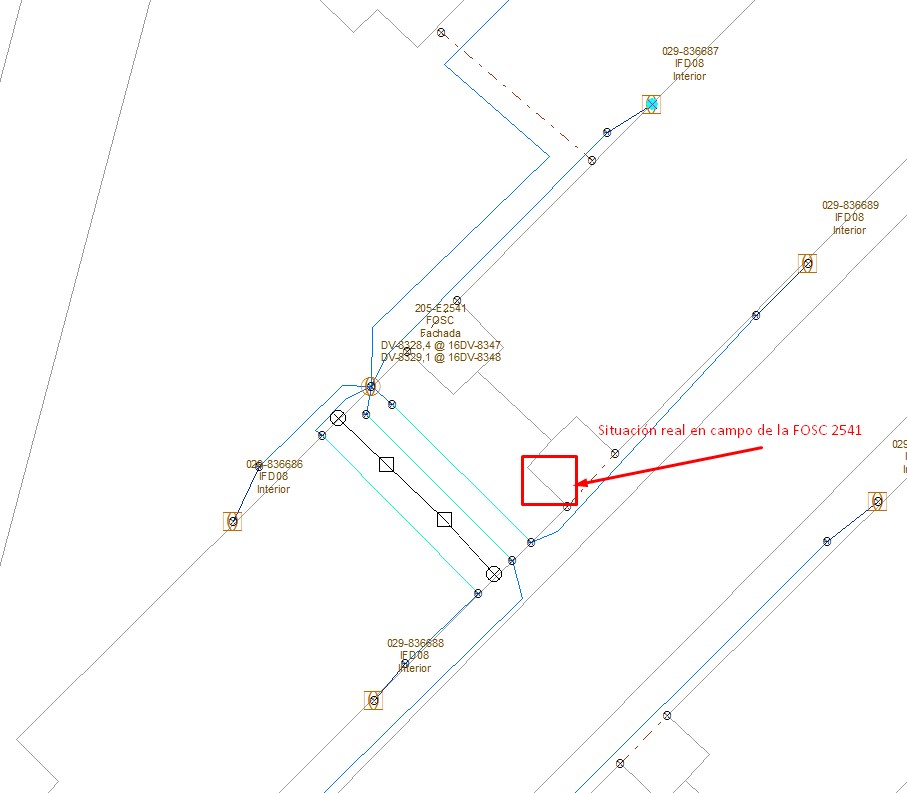 029-836687
IFD08
Interior
029-836689
IFD08
Interior
205-E2541
FOSC
Fachada
DV-8328,4 @ 16DV-8347
DV-8329,1 @ 16DV-8348
Situación real en campo de la FOSC 2541
029-836686
IFD08
Interior
029-836688
IFD08
Interior